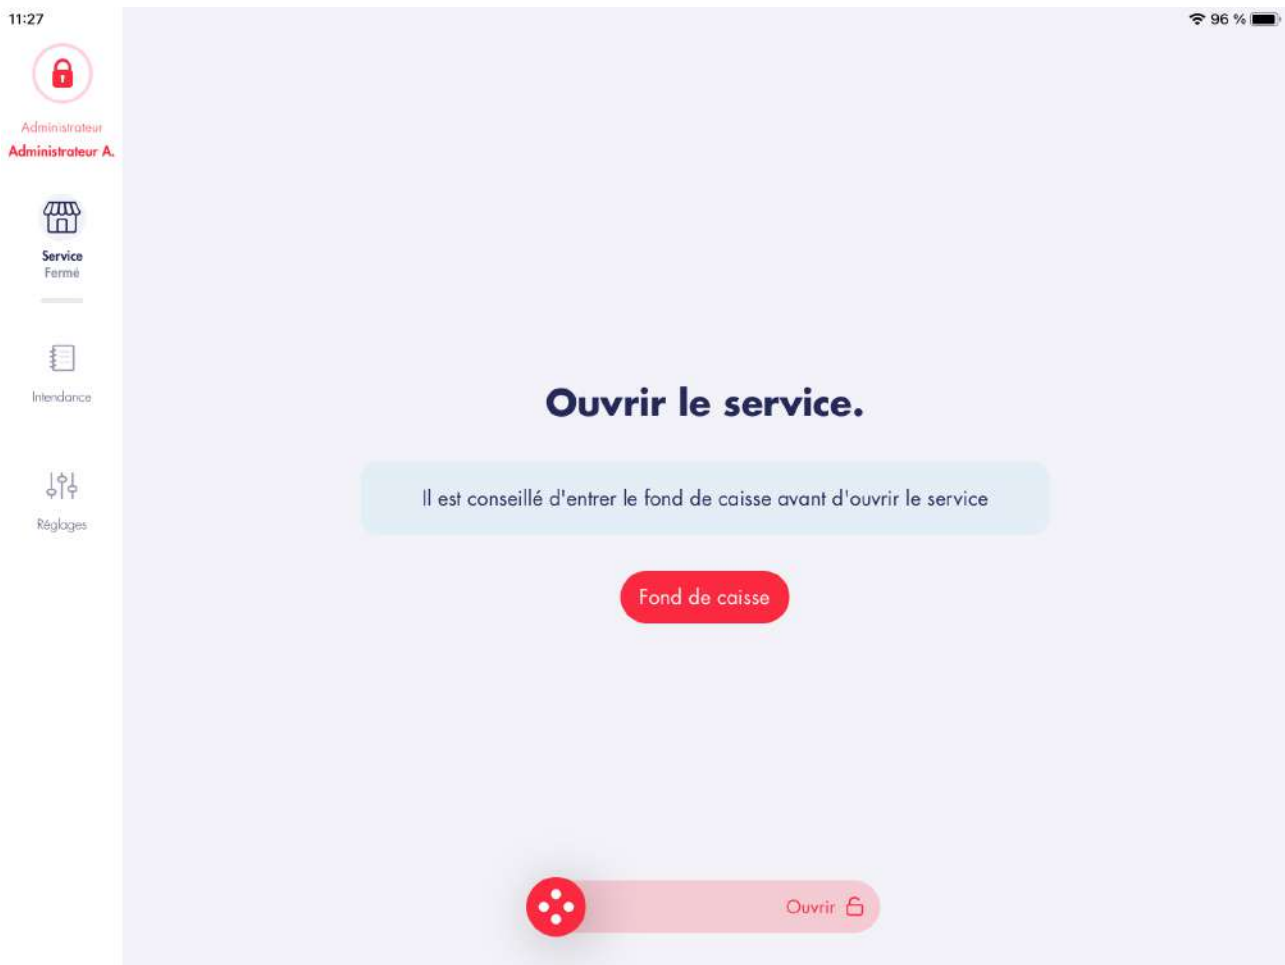 11:27
96 %
Administrateur
Administrateur A.
Service
Fermé
Intendance
Réglages
Ouvrir le service.
Il est conseillé d'entrer le fond de caisse avant d'ouvrir le service
Fond de caisse
Ouvrir